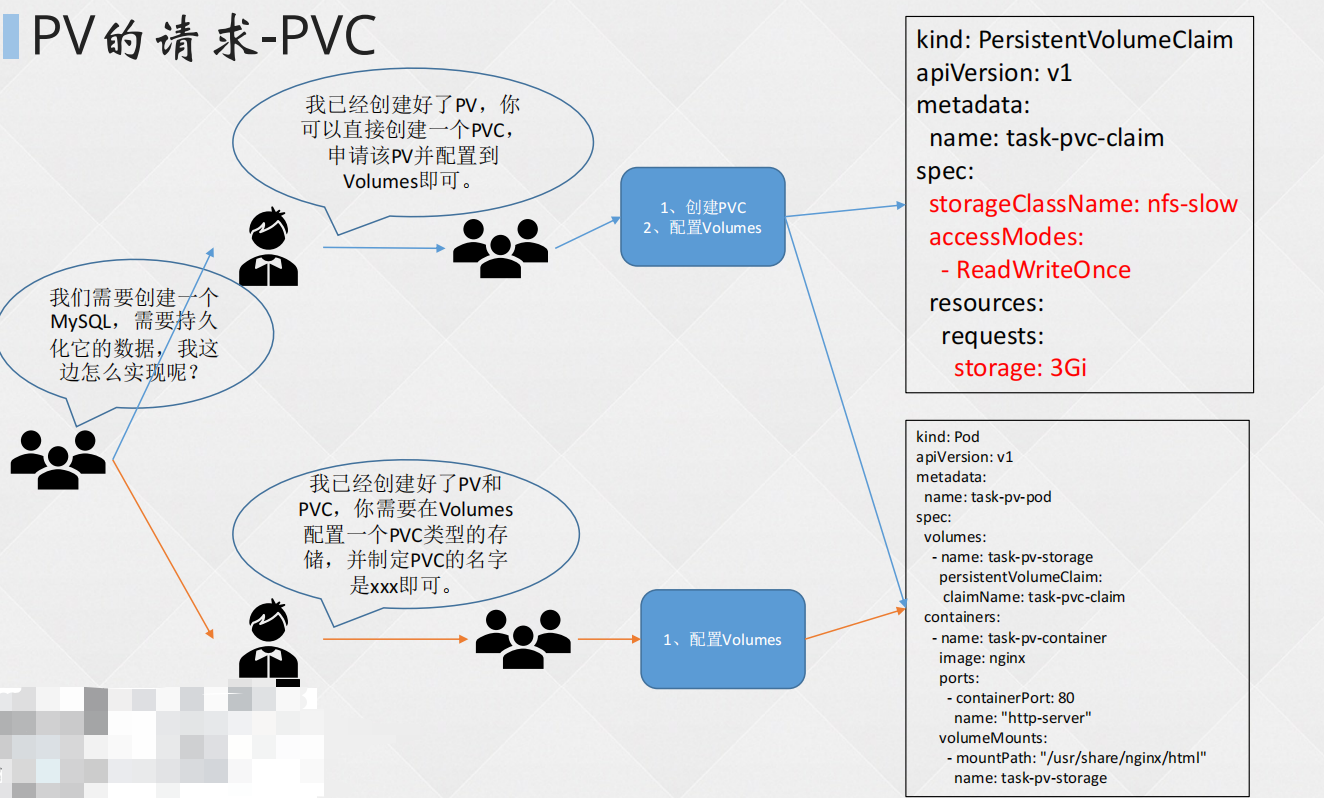 PV的请求-PVC
我已经创建好了PV，你
可以直接创建一个PVC，
申请该PV并配置到
Volumes即可。
1、创建PVC
2、配置Volumes
我们需要创建一个
MySQL，需要持久
化它的数据，我这
边怎么实现呢？
我已经创建好了PV和
PVC，你需要在Volumes
配置一个PVC类型的存
储，并制定PVC的名字
是xxx即可。
1、配置Volumes
kind: PersistentVolumeClaim
apiVersion: v1
metadata:
  name: task-pvc-claim
spec:
  storageClassName: nfs-slow
  accessModes:
    - ReadWriteOnce
  resources:
    requests:
      storage: 3Gi
kind: Pod
apiVersion: v1
metadata:
  name: task-pv-pod
spec:
  volumes:
    - name: task-pv-storage
      persistentVolumeClaim:
       claimName: task-pvc-claim
  containers:
    - name: task-pv-container
      image: nginx
      ports:
        - containerPort: 80
          name: "http-server"
      volumeMounts:
        - mountPath: "/usr/share/nginx/html"
          name: task-pv-storage